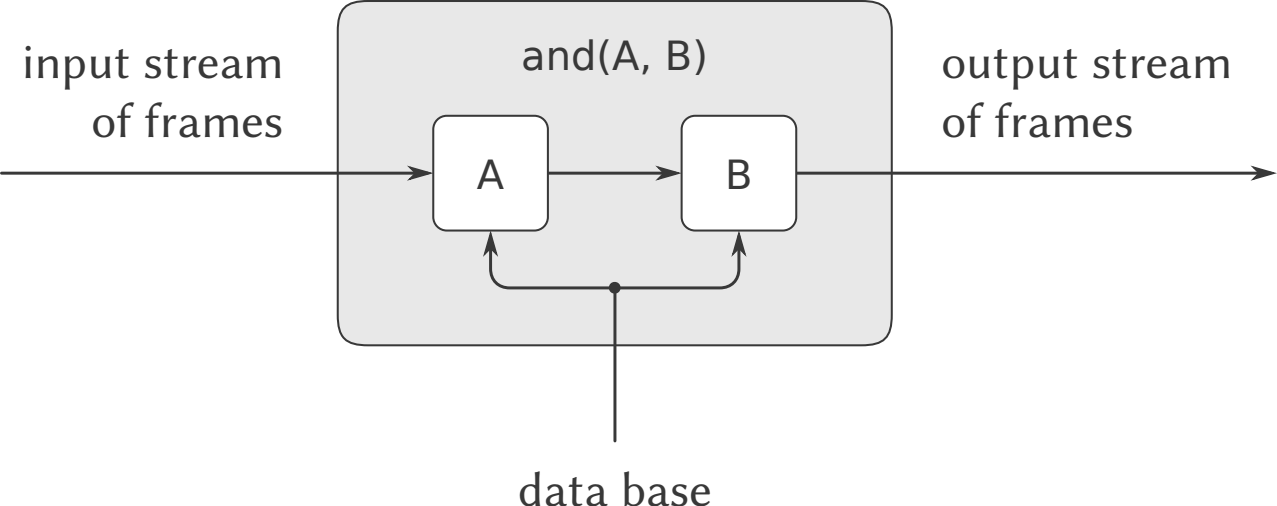 input stream
of frames
and(A, B)
output stream
of frames
A
B
data base